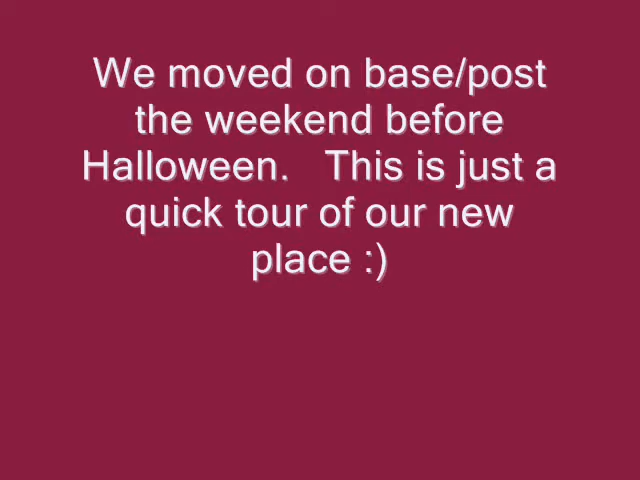 We moved on base/post
the weekend before
Halloween.   This is just a
quick tour of our new
place :)